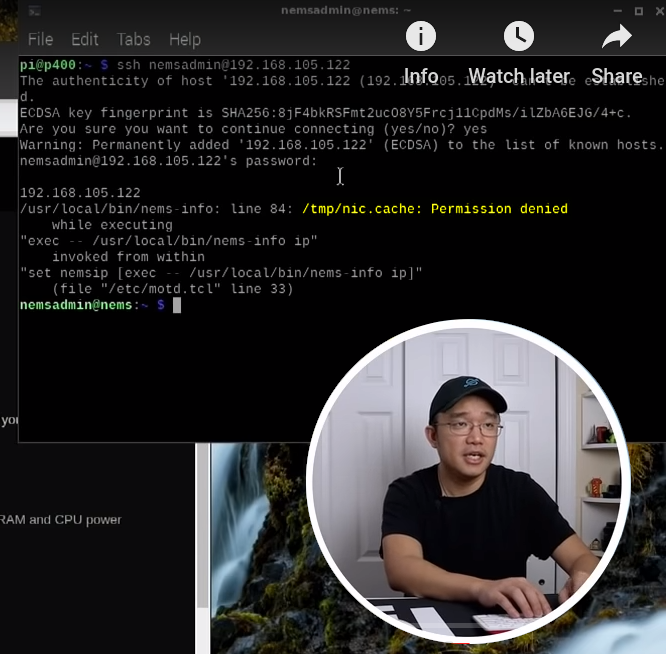 nemsadmin@nems: ~
File Edit Tabs Help
Info Watch later Share
pi@p400:~ $ ssh nemsadmin@192.168.105.122
The authenticity of host '192.168.105.122 (192.168.105.122)' can't be establishe
d.
ECDSA key fingerprint is SHA256:8jF4bkRSFmt2ucO8Y5Frcj11CpdMs/ilZbA6EJG/4+c.
Are you sure you want to continue connecting (yes/no)? yes
Warning: Permanently added '192.168.105.122' (ECDSA) to the list of known hosts.
nemsadmin@192.168.105.122's password:
192.168.105.122
/usr/local/bin/nems-info: line 84: /tmp/nic.cache: Permission denied
while executing
"exec -- /usr/local/bin/nems-info ip"
invoked from within
"set nemsip [exec -- /usr/local/bin/nems-info ip]"
(file "/etc/motd.tcl" line 33)
nemsadmin@nems:~ $
you
RAM and CPU power